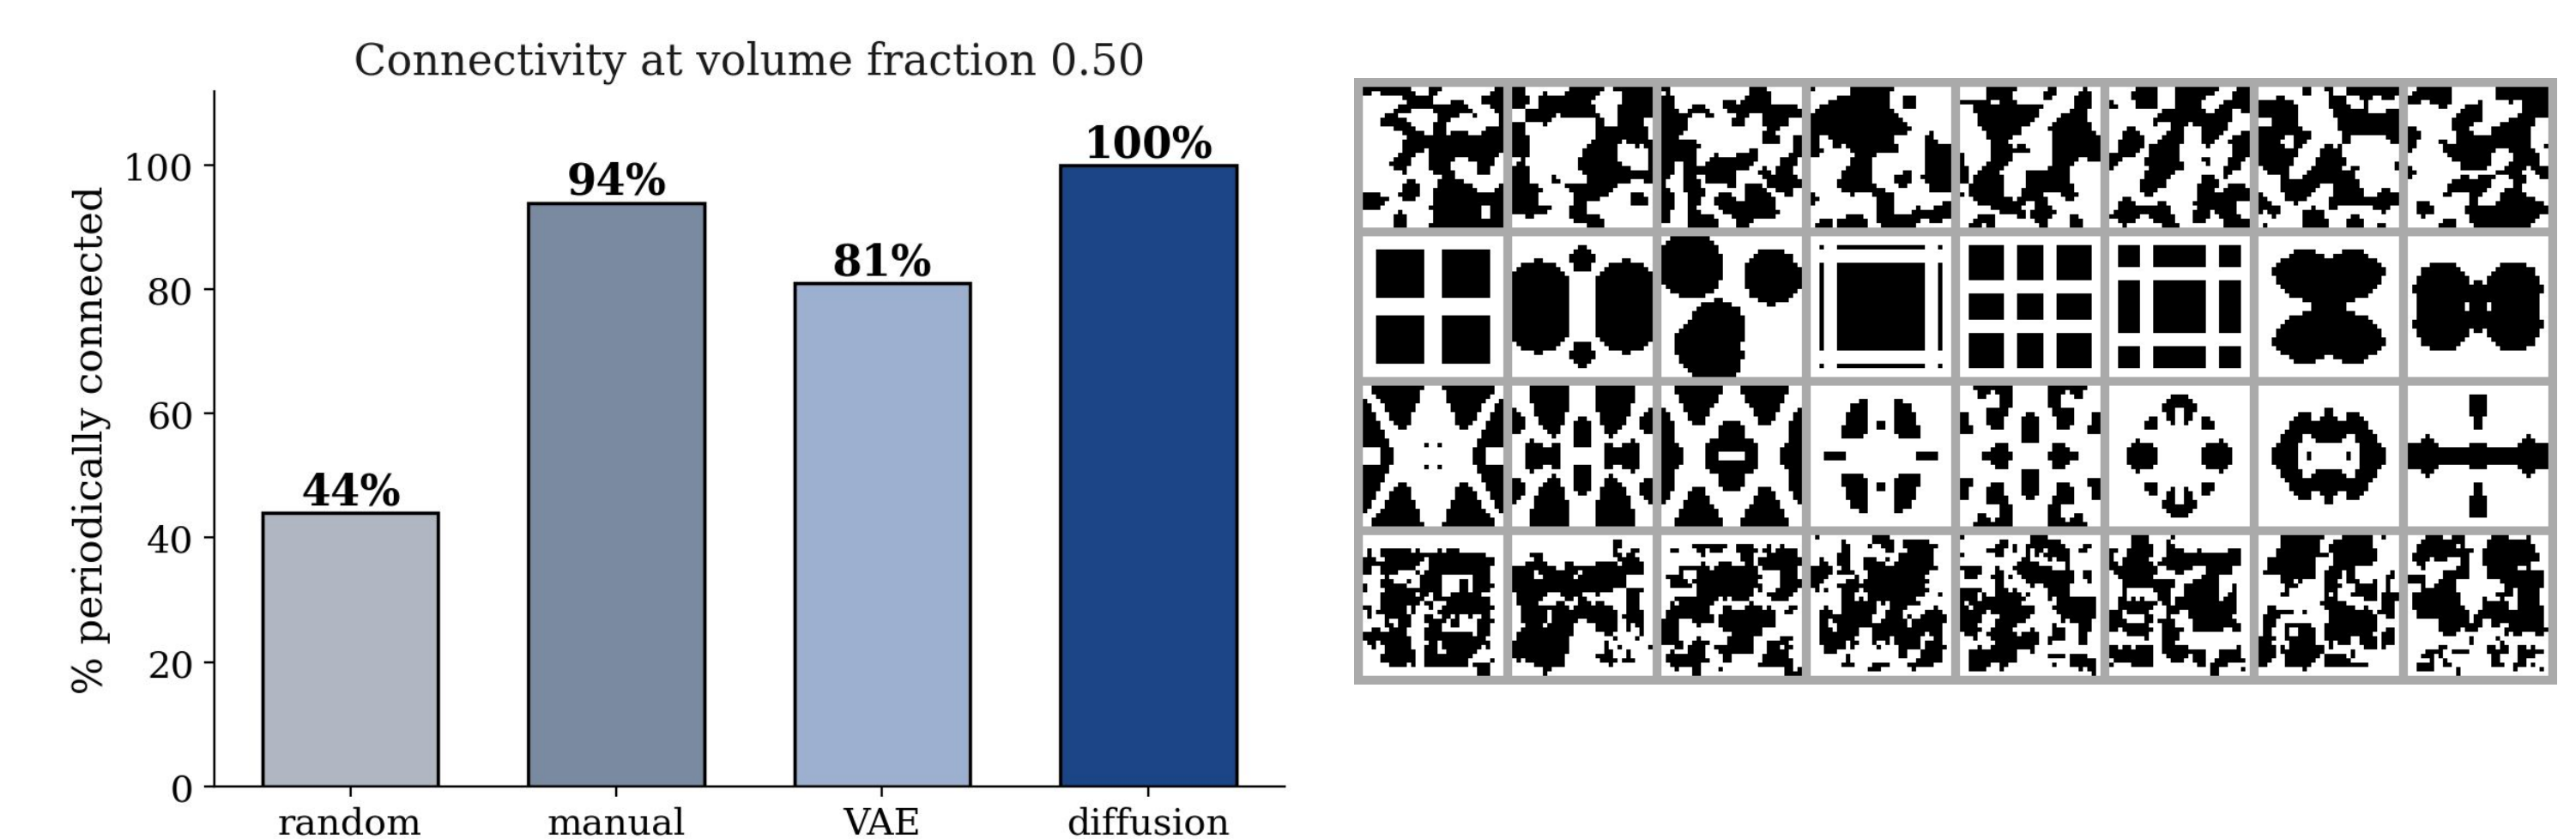 Connectivity at volume fraction 0.50
% periodically connected
100
80
60
40
20
0
44%
94%
81%
100%
random
manual
VAE
diffusion